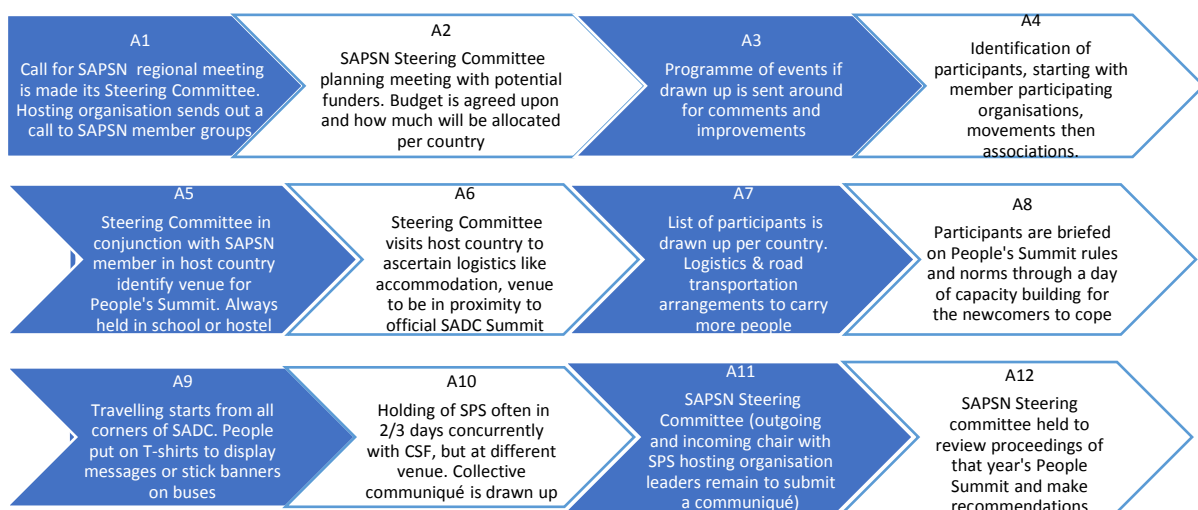 A1
Call for SAPSN regional meeting
is made its Steering Committee.
Hosting organisation sends out a
call to SAPSN member groups
A2
SAPSN Steering Committee
planning meeting with potential
funders. Budget is agreed upon
and how much will be allocated
per country
A3
Programme of events if
drawn up is sent around
for comments and
improvements
A4
Identification of
participants, starting with
member participating
organisations,
movements then
associations.
A5
Steering Committee in
conjunction with SAPSN
member in host country
identify venue for
People's Summit. Always
held in school or hostel
A6
Steering Committee
visits host country to
ascertain logistics like
accommodation, venue
to be in proximity to
official SADC Summit
A7
List of participants is
drawn up per country.
Logistics & road
transportation
arrangements to carry
more people
A8
Participants are briefed
on People's Summit rules
and norms through a day
of capacity building for
the newcomers to cope
A9
Travelling starts from all
corners of SADC. People
put on T-shirts to display
messages or stick banners
on buses
A10
Holding of SPS often in
2/3 days concurrently
with CSF, but at different
venue. Collective
communiqué is drawn up
A11
SAPSN Steering
Committee (outgoing
and incoming chair with
SPS hosting organisation
leaders remain to submit
a communiqué)
A12
SAPSN Steering
committee held to
review proceedings of
that year's People
Summit and make
recommendations